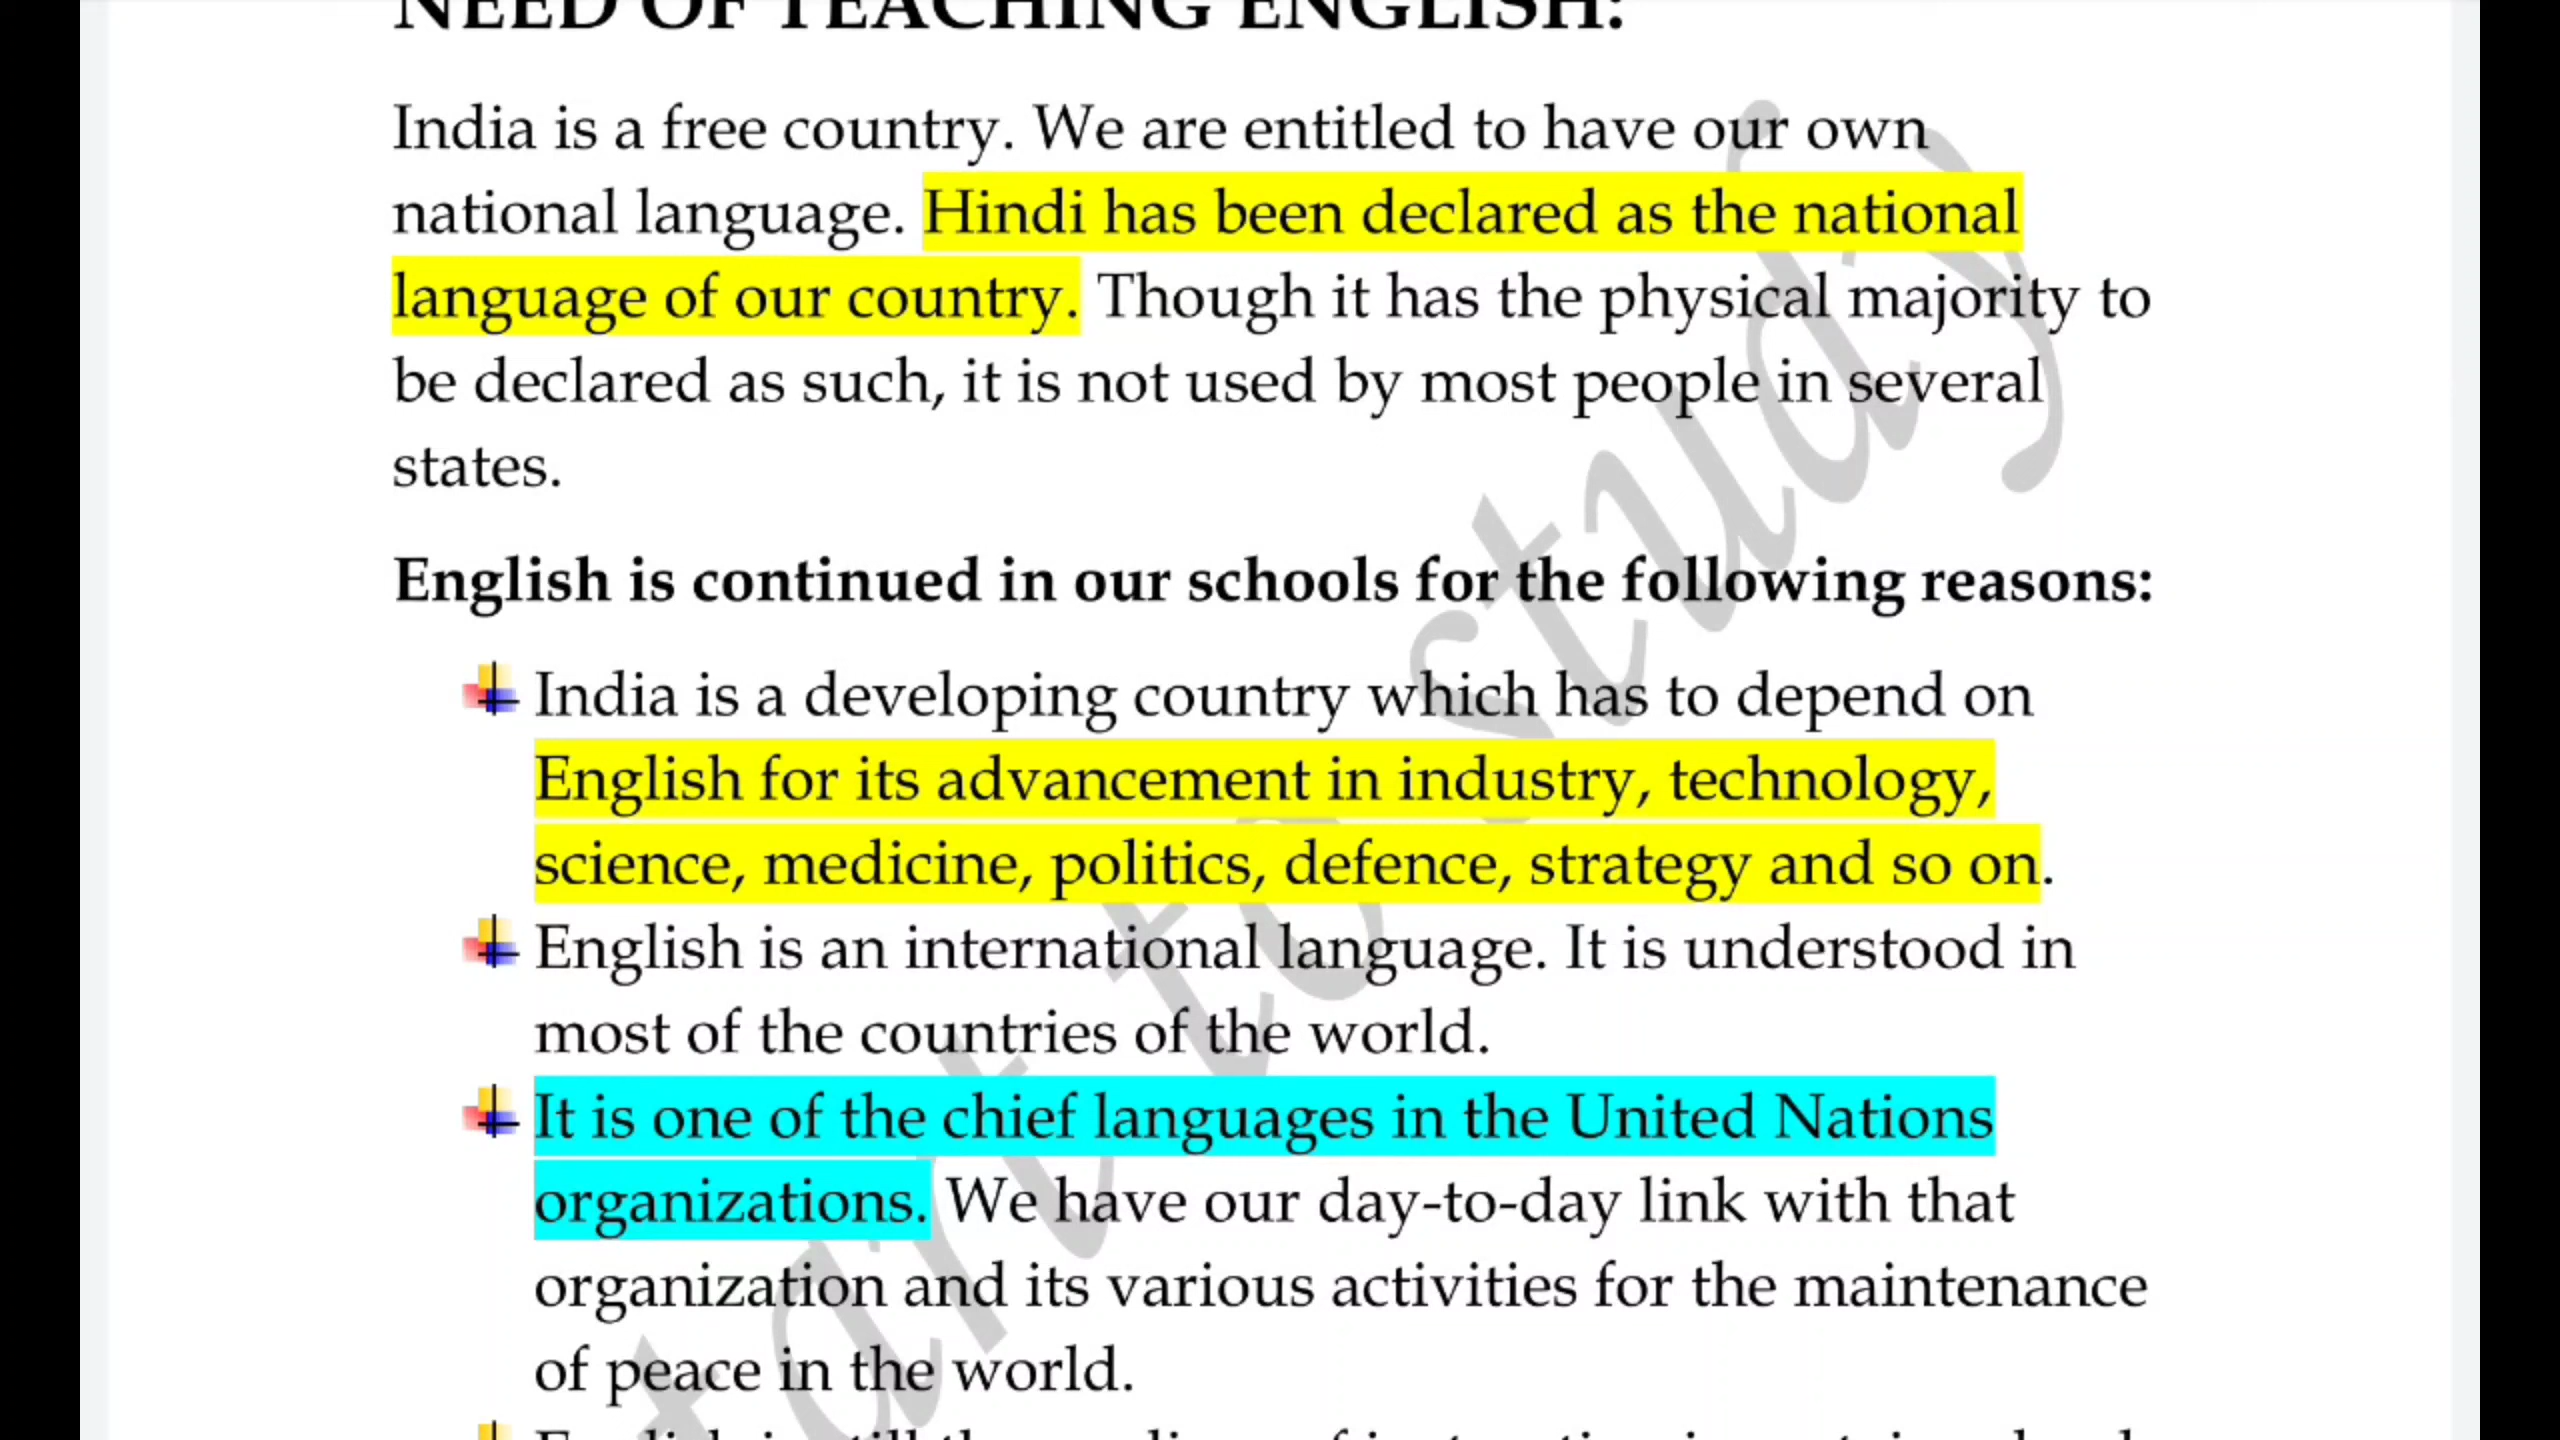 NEED OF TEACHING ENGLISH:
India is a free country. We are entitled to have our own
national language. Hindi has been declared as the national
language of our country. Though it has the physical majority to
be declared as such, it is not used by most people in several
states.
English is continued in our schools for the following reasons:
India is a developing country which has to depend on
English for its advancement in industry, technology,
science, medicine, politics, defence, strategy and so on.
English is an international language. It is understood in
most of the countries of the world.
It is one of the chief languages in the United Nations
organizations. We have our day-to-day link with that
organization and its various activities for the maintenance
of peace in the world.
to study